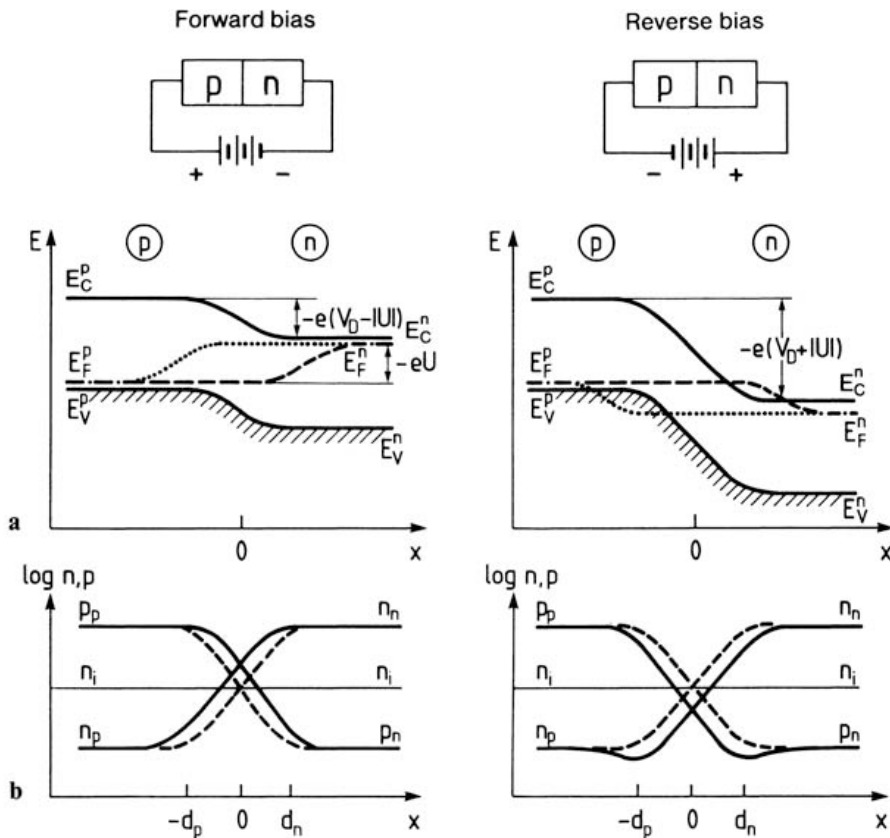 Forward bias
p n
+ -
Reverse bias
p n
- +
E
p n
E_C^p
-e(V_D-|U|)
E_C^n
E_F^p
E_F^n
-eU
E_V^p
E_V^n
0 x
E
p n
E_C^p
-e(V_D+|U|)
E_F^p
E_C^n
E_V^p
E_F^n
E_V^n
0 x
a
log n,p
p_p n_n
n_i n_i
n_p p_n
-d_p 0 d_n x
log n,p
p_p n_n
n_i n_i
n_p p_n
-d_p 0 d_n x
b